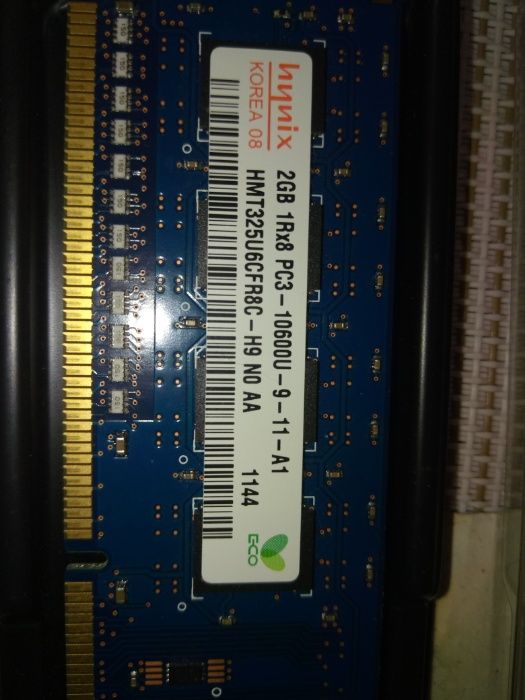 hynix
KOREA 08
2GB 1Rx8 PC3-10600U-9-11-A1
HMT325U6CFR8C-H9 N0 AA 1144
ECO